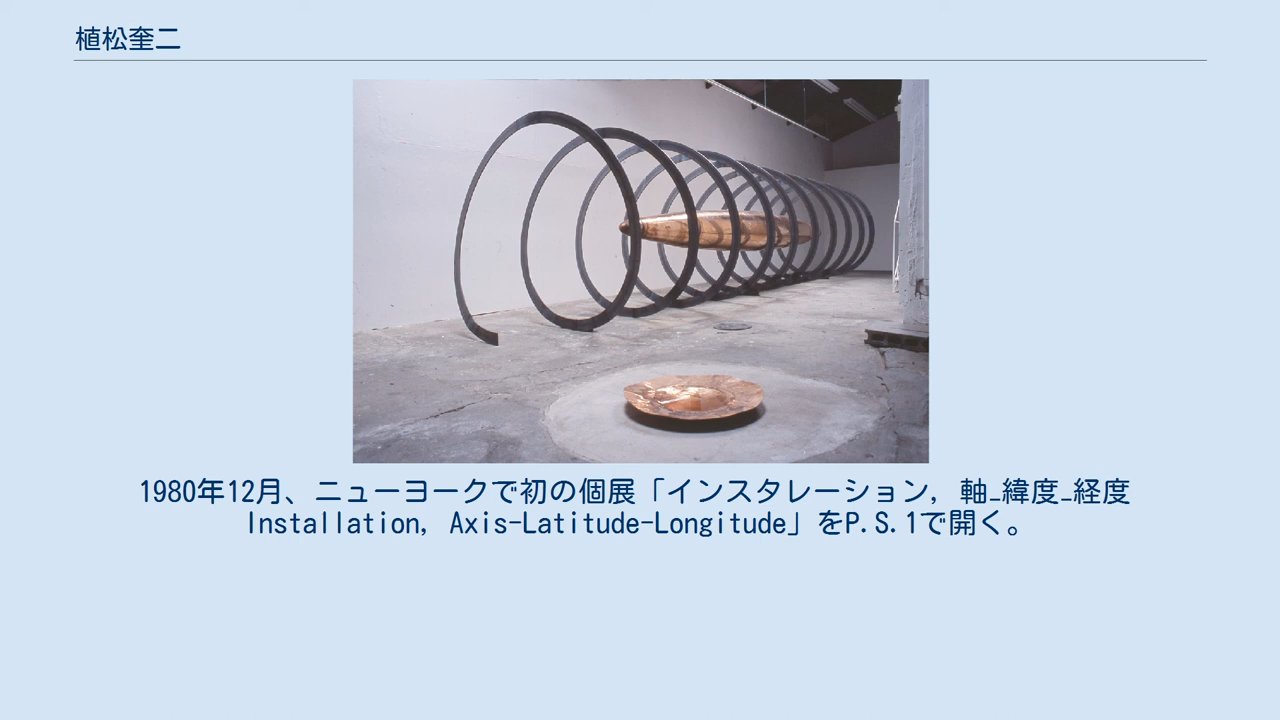 植松奎二
1980年12月、ニューヨークで初の個展「インスタレーション, 軸_緯度_経度
Installation, Axis-Latitude-Longitude」をP.S.1で開く。